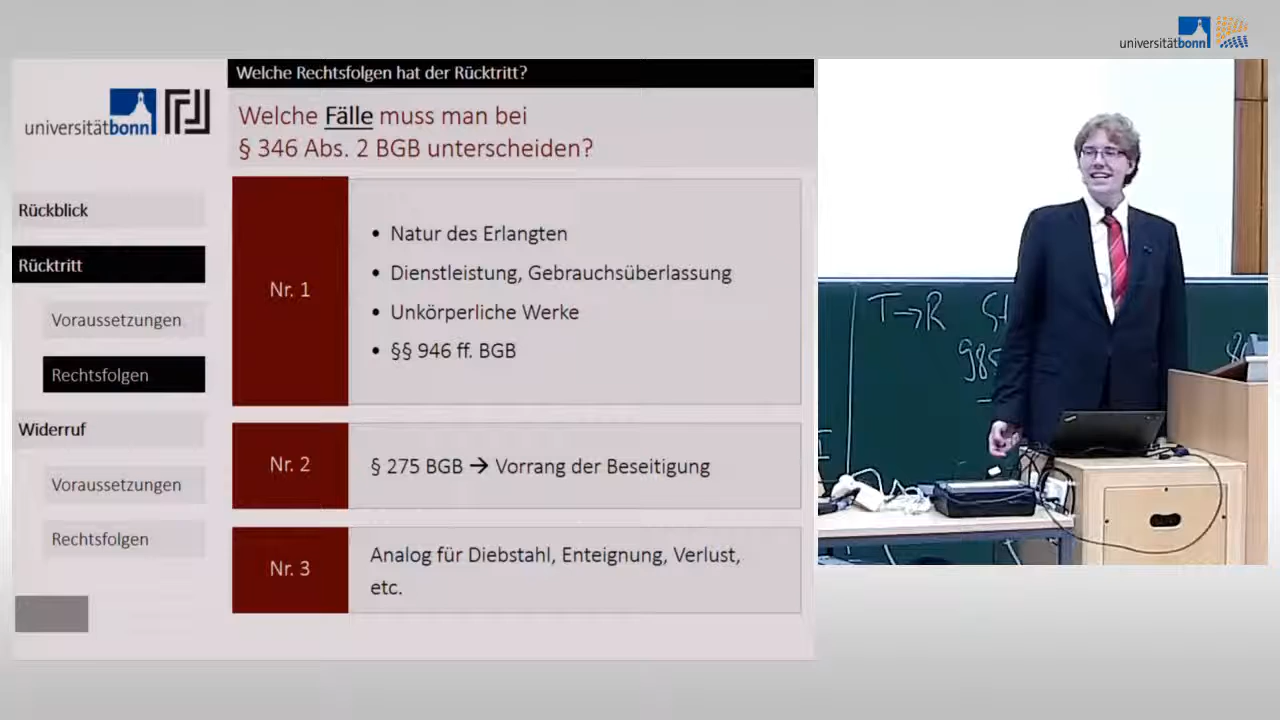 universitätbonn
Welche Rechtsfolgen hat der Rücktritt?
universitätbonn
Welche Fälle muss man bei
§ 346 Abs. 2 BGB unterscheiden?
Rückblick
Rücktritt
Voraussetzungen
Rechtsfolgen
Widerruf
Voraussetzungen
Rechtsfolgen
Nr. 1
• Natur des Erlangten
• Dienstleistung, Gebrauchsüberlassung
• Unkörperliche Werke
• §§ 946 ff. BGB
Nr. 2
§ 275 BGB → Vorrang der Beseitigung
Nr. 3
Analog für Diebstahl, Enteignung, Verlust,
etc.
T→R
985